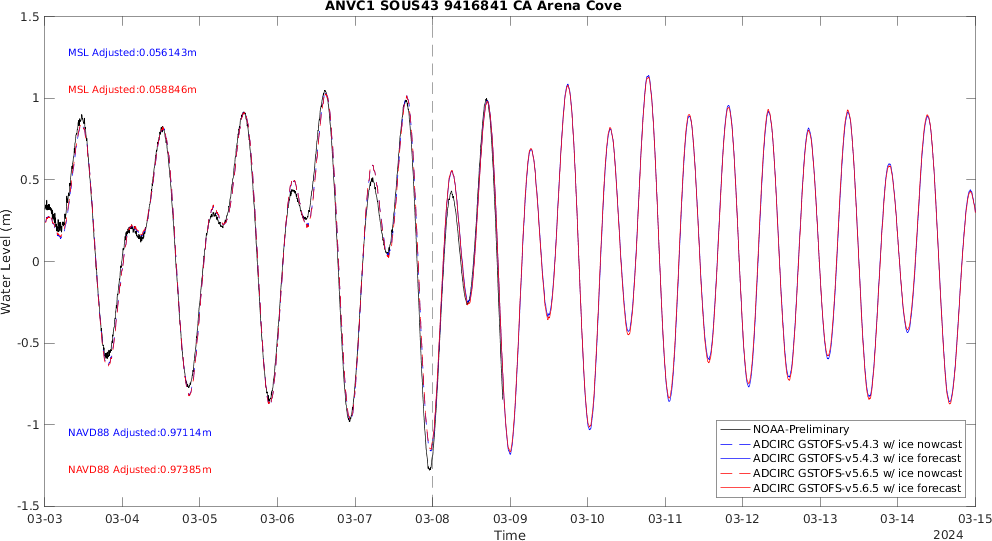 ANVC1 SOUS43 9416841 CA Arena Cove
MSL Adjusted:0.056143m
MSL Adjusted:0.058846m
NAVD88 Adjusted:0.97114m
NAVD88 Adjusted:0.97385m
Water Level (m)
1.5
1
0.5
0
-0.5
-1
-1.5
NOAA-Preliminary
ADCIRC GSTOFS-v5.4.3 w/ ice nowcast
ADCIRC GSTOFS-v5.4.3 w/ ice forecast
ADCIRC GSTOFS-v5.6.5 w/ ice nowcast
ADCIRC GSTOFS-v5.6.5 w/ ice forecast
03-03 03-04 03-05 03-06 03-07 03-08 03-09 03-10 03-11 03-12 03-13 03-14 03-15
Time
2024